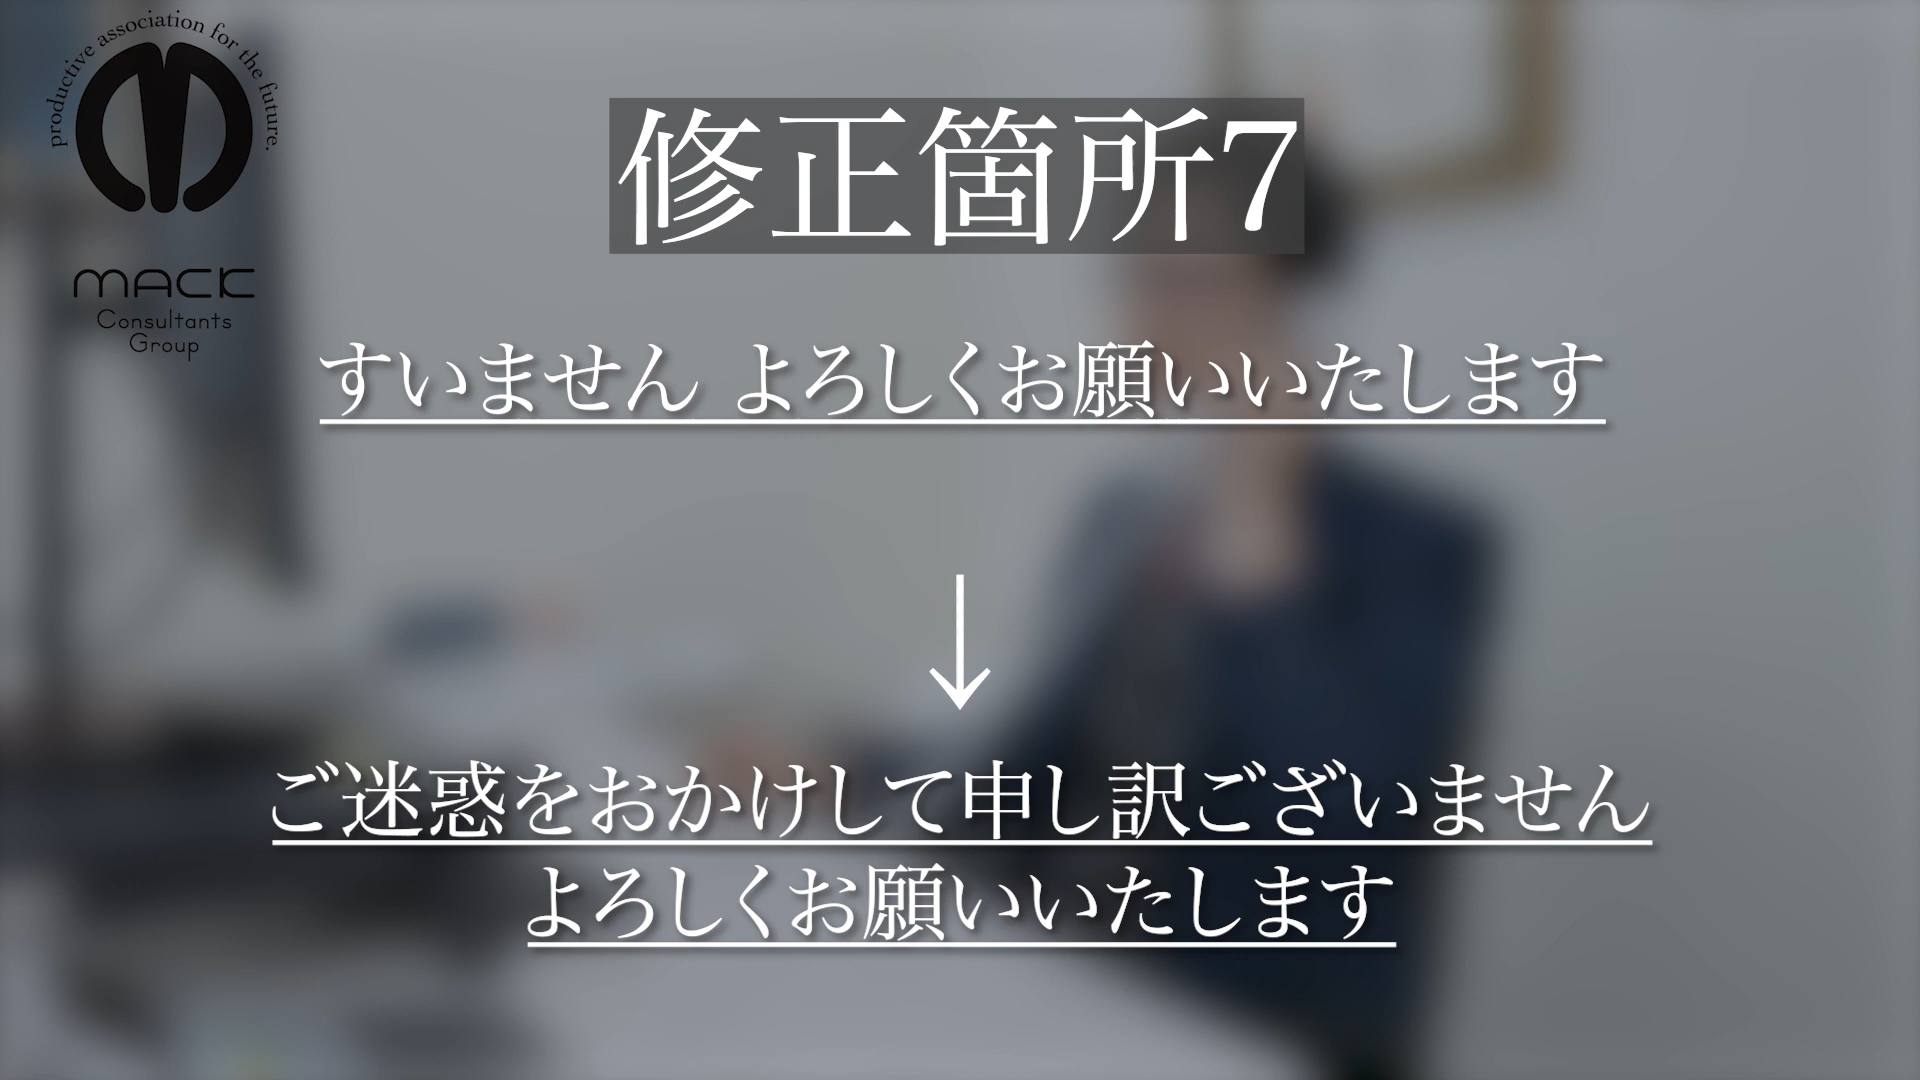 productive association for the future.
MACK
Consultants
Group
修正箇所7
すいません よろしくお願いいたします
↓
ご迷惑をおかけして申し訳ございません
よろしくお願いいたします